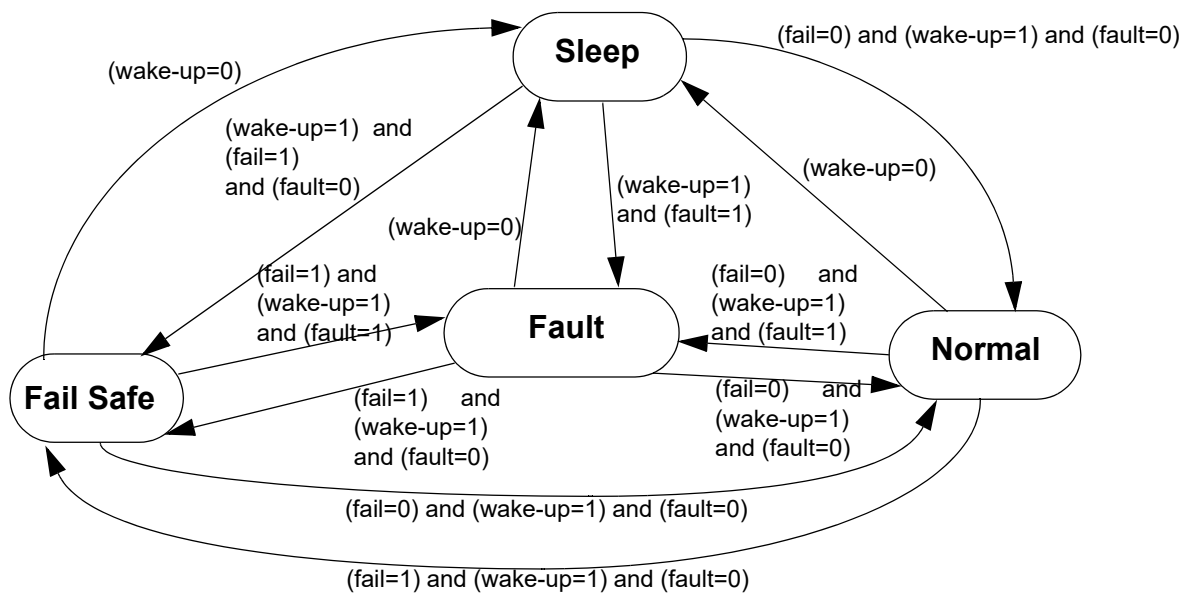 Sleep
(fail=0) and (wake-up=1) and (fault=0)
(wake-up=0)
(wake-up=1) and
(fail=1)
and (fault=0)
(wake-up=0)
(wake-up=1)
and (fault=1)
(wake-up=0)
(fail=1) and
(wake-up=1)
and (fault=1)
(fail=0) and
(wake-up=1)
and (fault=1)
Fault
Normal
Fail Safe
(fail=1) and
(wake-up=1)
and (fault=0)
(fail=0) and
(wake-up=1)
and (fault=0)
(fail=0) and (wake-up=1) and (fault=0)
(fail=1) and (wake-up=1) and (fault=0)